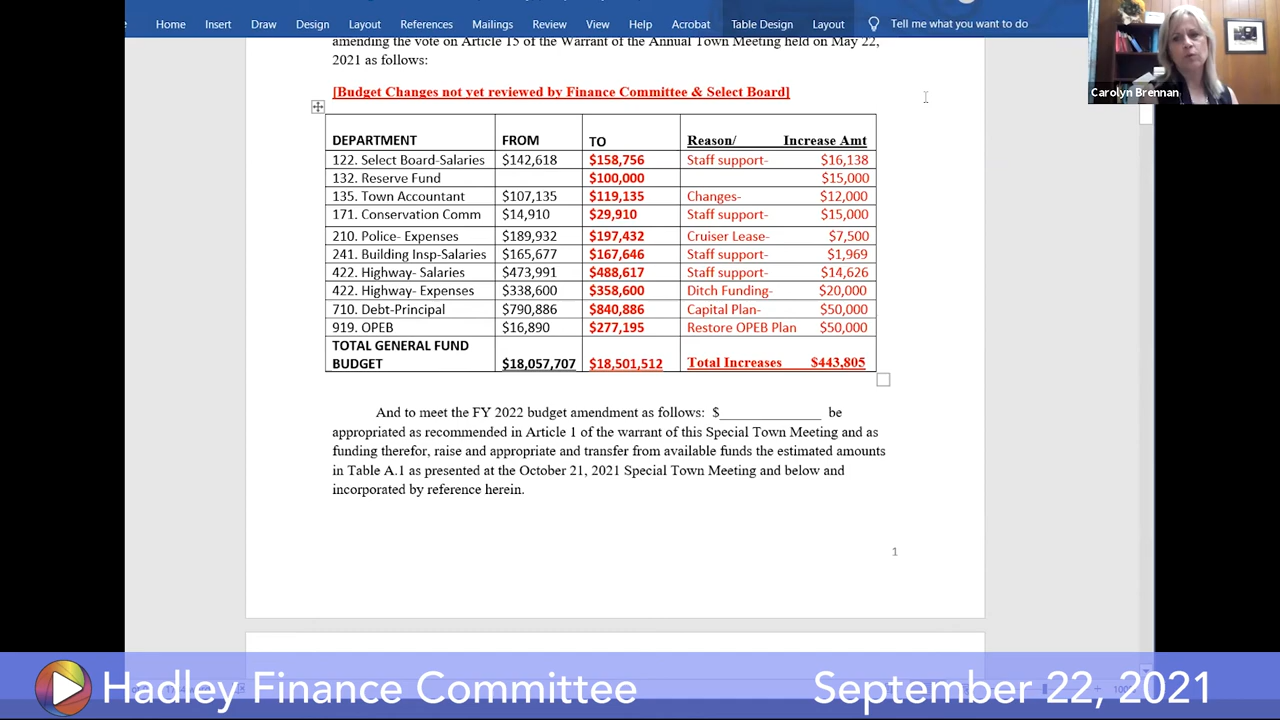 Home Insert Draw Design Layout References Mailings Review View Help Acrobat Table Design Layout Tell me what you want to do
amending the vote on Article 15 of the Warrant of the Annual Town Meeting held on May 22,
2021 as follows:
[Budget Changes not yet reviewed by Finance Committee & Select Board]
DEPARTMENT FROM TO Reason/ Increase Amt
122. Select Board-Salaries $142,618 $158,756 Staff support- $16,138
132. Reserve Fund $100,000 $15,000
135. Town Accountant $107,135 $119,135 Changes- $12,000
171. Conservation Comm $14,910 $29,910 Staff support- $15,000
210. Police- Expenses $189,932 $197,432 Cruiser Lease- $7,500
241. Building Insp-Salaries $165,677 $167,646 Staff support- $1,969
422. Highway- Salaries $473,991 $488,617 Staff support- $14,626
422. Highway- Expenses $338,600 $358,600 Ditch Funding- $20,000
710. Debt-Principal $790,886 $840,886 Capital Plan- $50,000
919. OPEB $16,890 $277,195 Restore OPEB Plan $50,000
TOTAL GENERAL FUND
BUDGET $18,057,707 $18,501,512 Total Increases $443,805
And to meet the FY 2022 budget amendment as follows: $______________ be
appropriated as recommended in Article 1 of the warrant of this Special Town Meeting and as
funding therefor, raise and appropriate and transfer from available funds the estimated amounts
in Table A.1 as presented at the October 21, 2021 Special Town Meeting and below and
incorporated by reference herein.
1
Carolyn Brennan
Hadley Finance Committee September 22, 2021